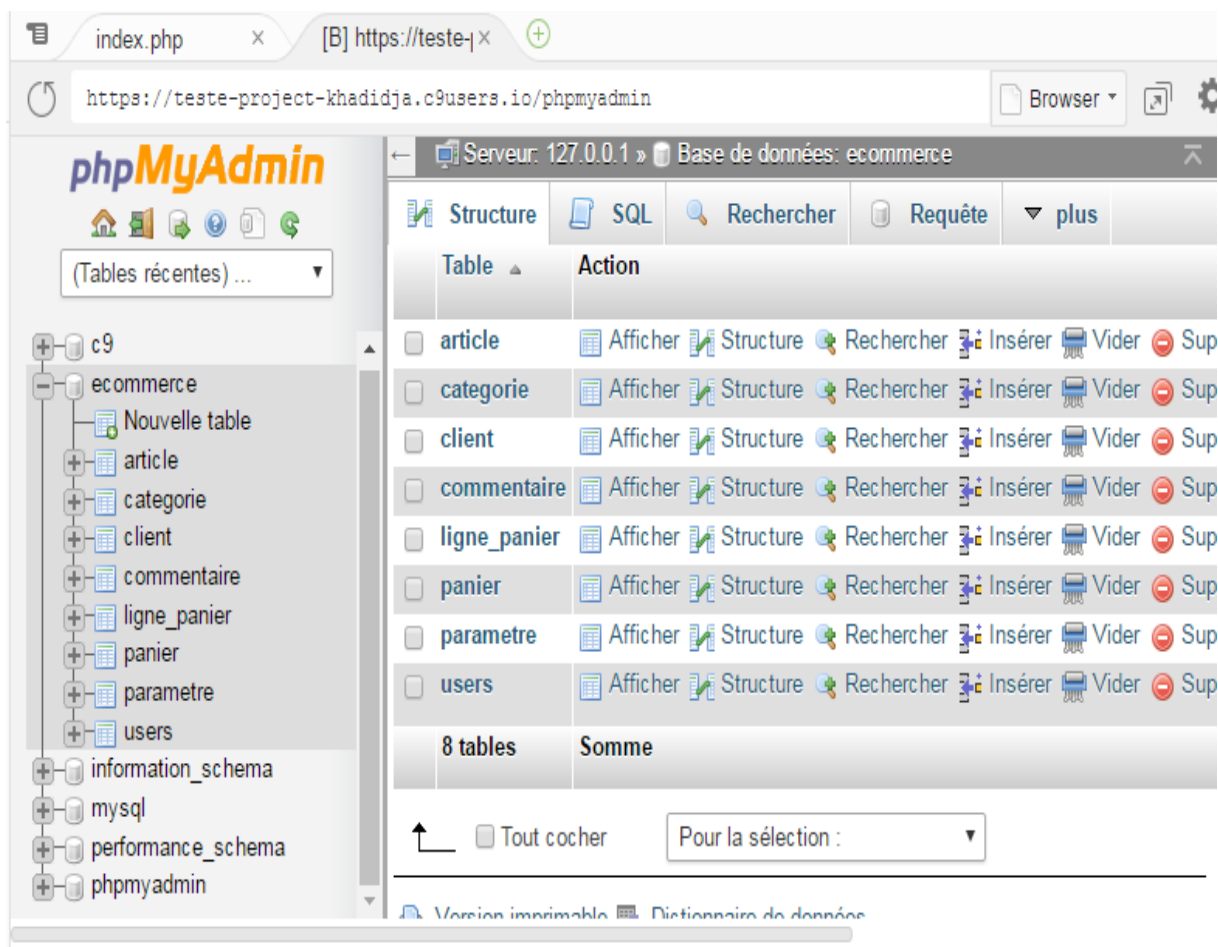 index.php ×
[B] https://teste-p ×
https://teste-project-khadidja.c9users.io/phpmyadmin
Browser
phpMyAdmin
(Tables récentes) ...
c9
ecommerce
Nouvelle table
article
categorie
client
commentaire
ligne_panier
panier
parametre
users
information_schema
mysql
performance_schema
phpmyadmin
← Serveur: 127.0.0.1 » Base de données: ecommerce
Structure SQL Rechercher Requête plus
Table Action
article Afficher Structure Rechercher Insérer Vider Sup
categorie Afficher Structure Rechercher Insérer Vider Sup
client Afficher Structure Rechercher Insérer Vider Sup
commentaire Afficher Structure Rechercher Insérer Vider Sup
ligne_panier Afficher Structure Rechercher Insérer Vider Sup
panier Afficher Structure Rechercher Insérer Vider Sup
parametre Afficher Structure Rechercher Insérer Vider Sup
users Afficher Structure Rechercher Insérer Vider Sup
8 tables Somme
Tout cocher Pour la sélection :
Version imprimable Dictionnaire de données